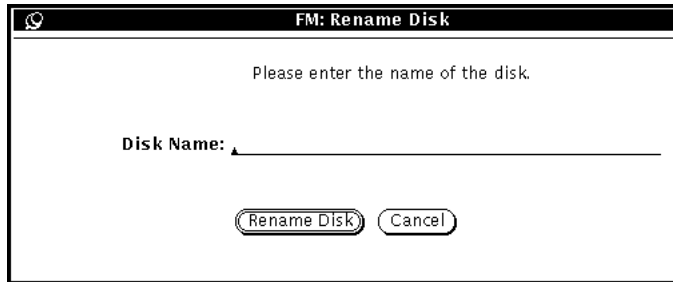 FM: Rename Disk
Please enter the name of the disk.
Disk Name:
Rename Disk Cancel